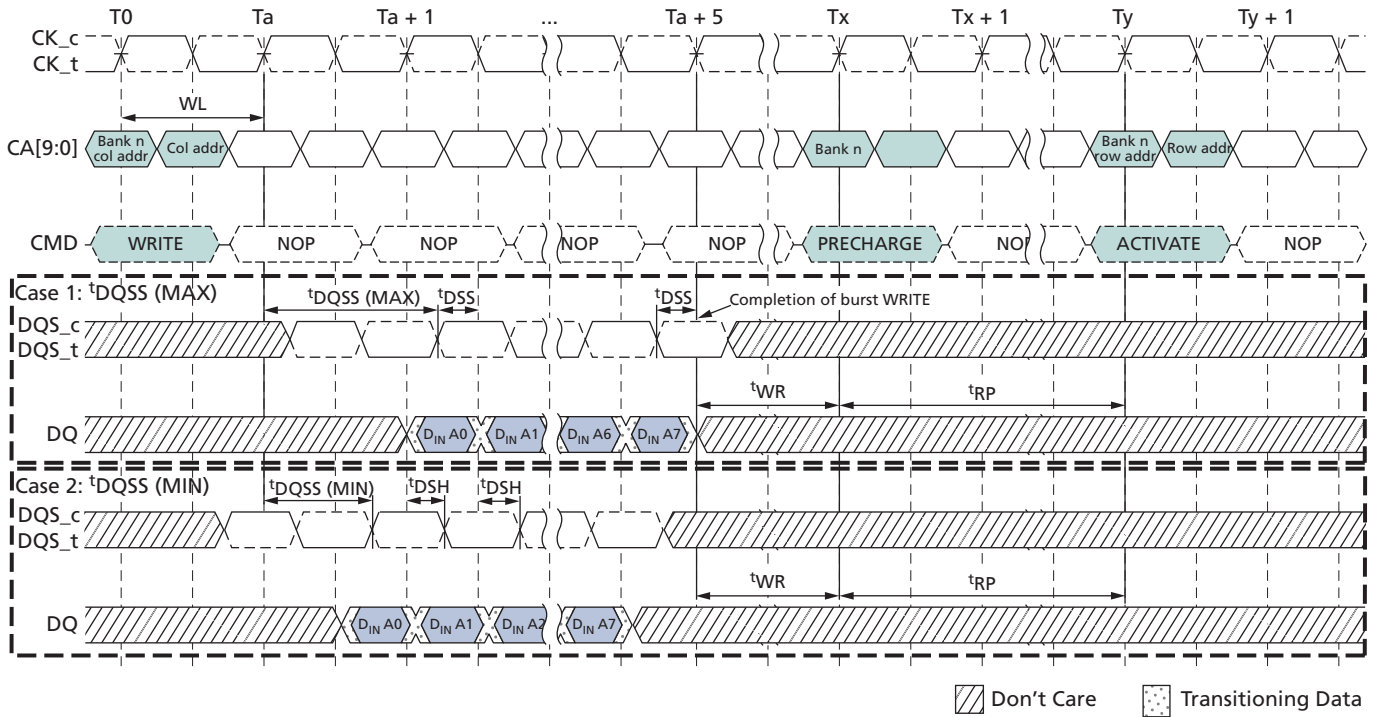 T0 Ta Ta + 1 ... Ta + 5 Tx Tx + 1 Ty Ty + 1
CK_c
CK_t
WL
CA[9:0] Bank n col addr Col addr Bank n Bank n row addr Row addr
CMD WRITE NOP NOP NOP NOP PRECHARGE NOP ACTIVATE NOP
Case 1: tDQSS (MAX)
tDQSS (MAX) tDSS tDSS Completion of burst WRITE
DQS_c
DQS_t
tWR tRP
DQ DIN A0 DIN A1 DIN A6 DIN A7
Case 2: tDQSS (MIN)
tDQSS (MIN) tDSH tDSH
DQS_c
DQS_t
tWR tRP
DQ DIN A0 DIN A1 DIN A2 DIN A7
Don't Care Transitioning Data